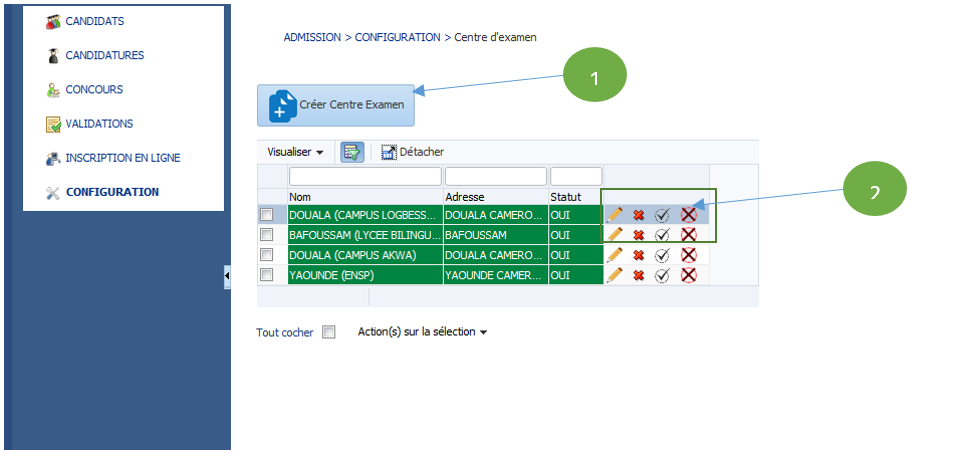 CANDIDATS
CANDIDATURES
CONCOURS
VALIDATIONS
INSCRIPTION EN LIGNE
CONFIGURATION
ADMISSION > CONFIGURATION > Centre d'examen
1
Créer Centre Examen
Visualiser Détacher
2
Nom Adresse Statut
DOUALA (CAMPUS LOGBESS... DOUALA CAMERO... OUI
BAFOUSSAM (LYCEE BILINGU... BAFOUSSAM OUI
DOUALA (CAMPUS AKWA) DOUALA CAMERO... OUI
YAOUNDE (ENSP) YAOUNDE CAMER... OUI
Tout cocher Action(s) sur la sélection